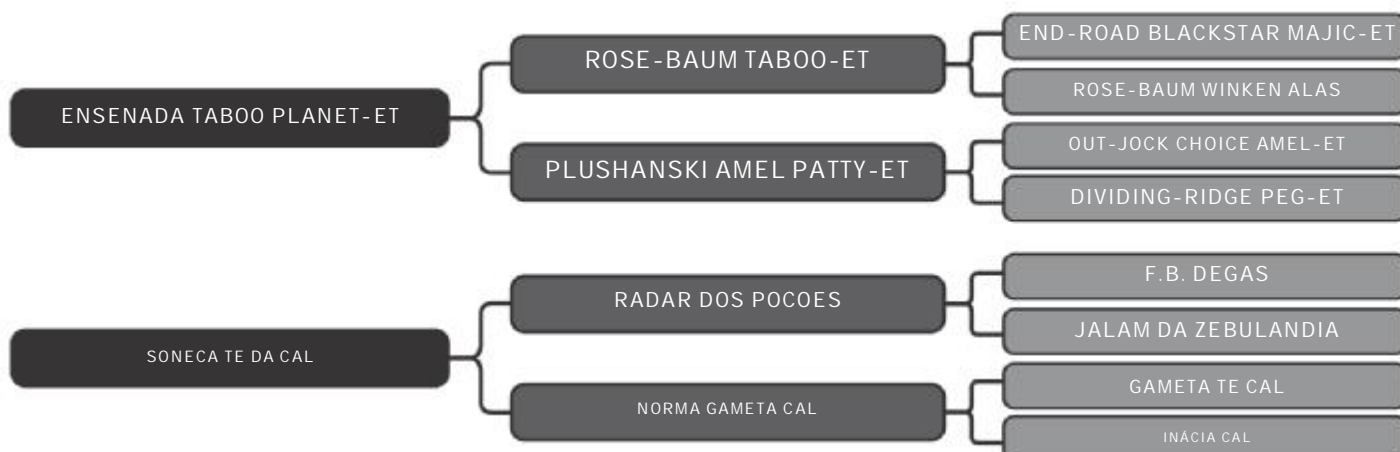 ENSENADA TABOO PLANET-ET
ROSE-BAUM TABOO-ET
END-ROAD BLACKSTAR MAJIC-ET
ROSE-BAUM WINKEN ALAS
PLUSHANSKI AMEL PATTY-ET
OUT-JOCK CHOICE AMEL-ET
DIVIDING-RIDGE PEG-ET
SONECA TE DA CAL
RADAR DOS POCOES
F.B. DEGAS
JALAM DA ZEBULANDIA
NORMA GAMETA CAL
GAMETA TE CAL
INÁCIA CAL